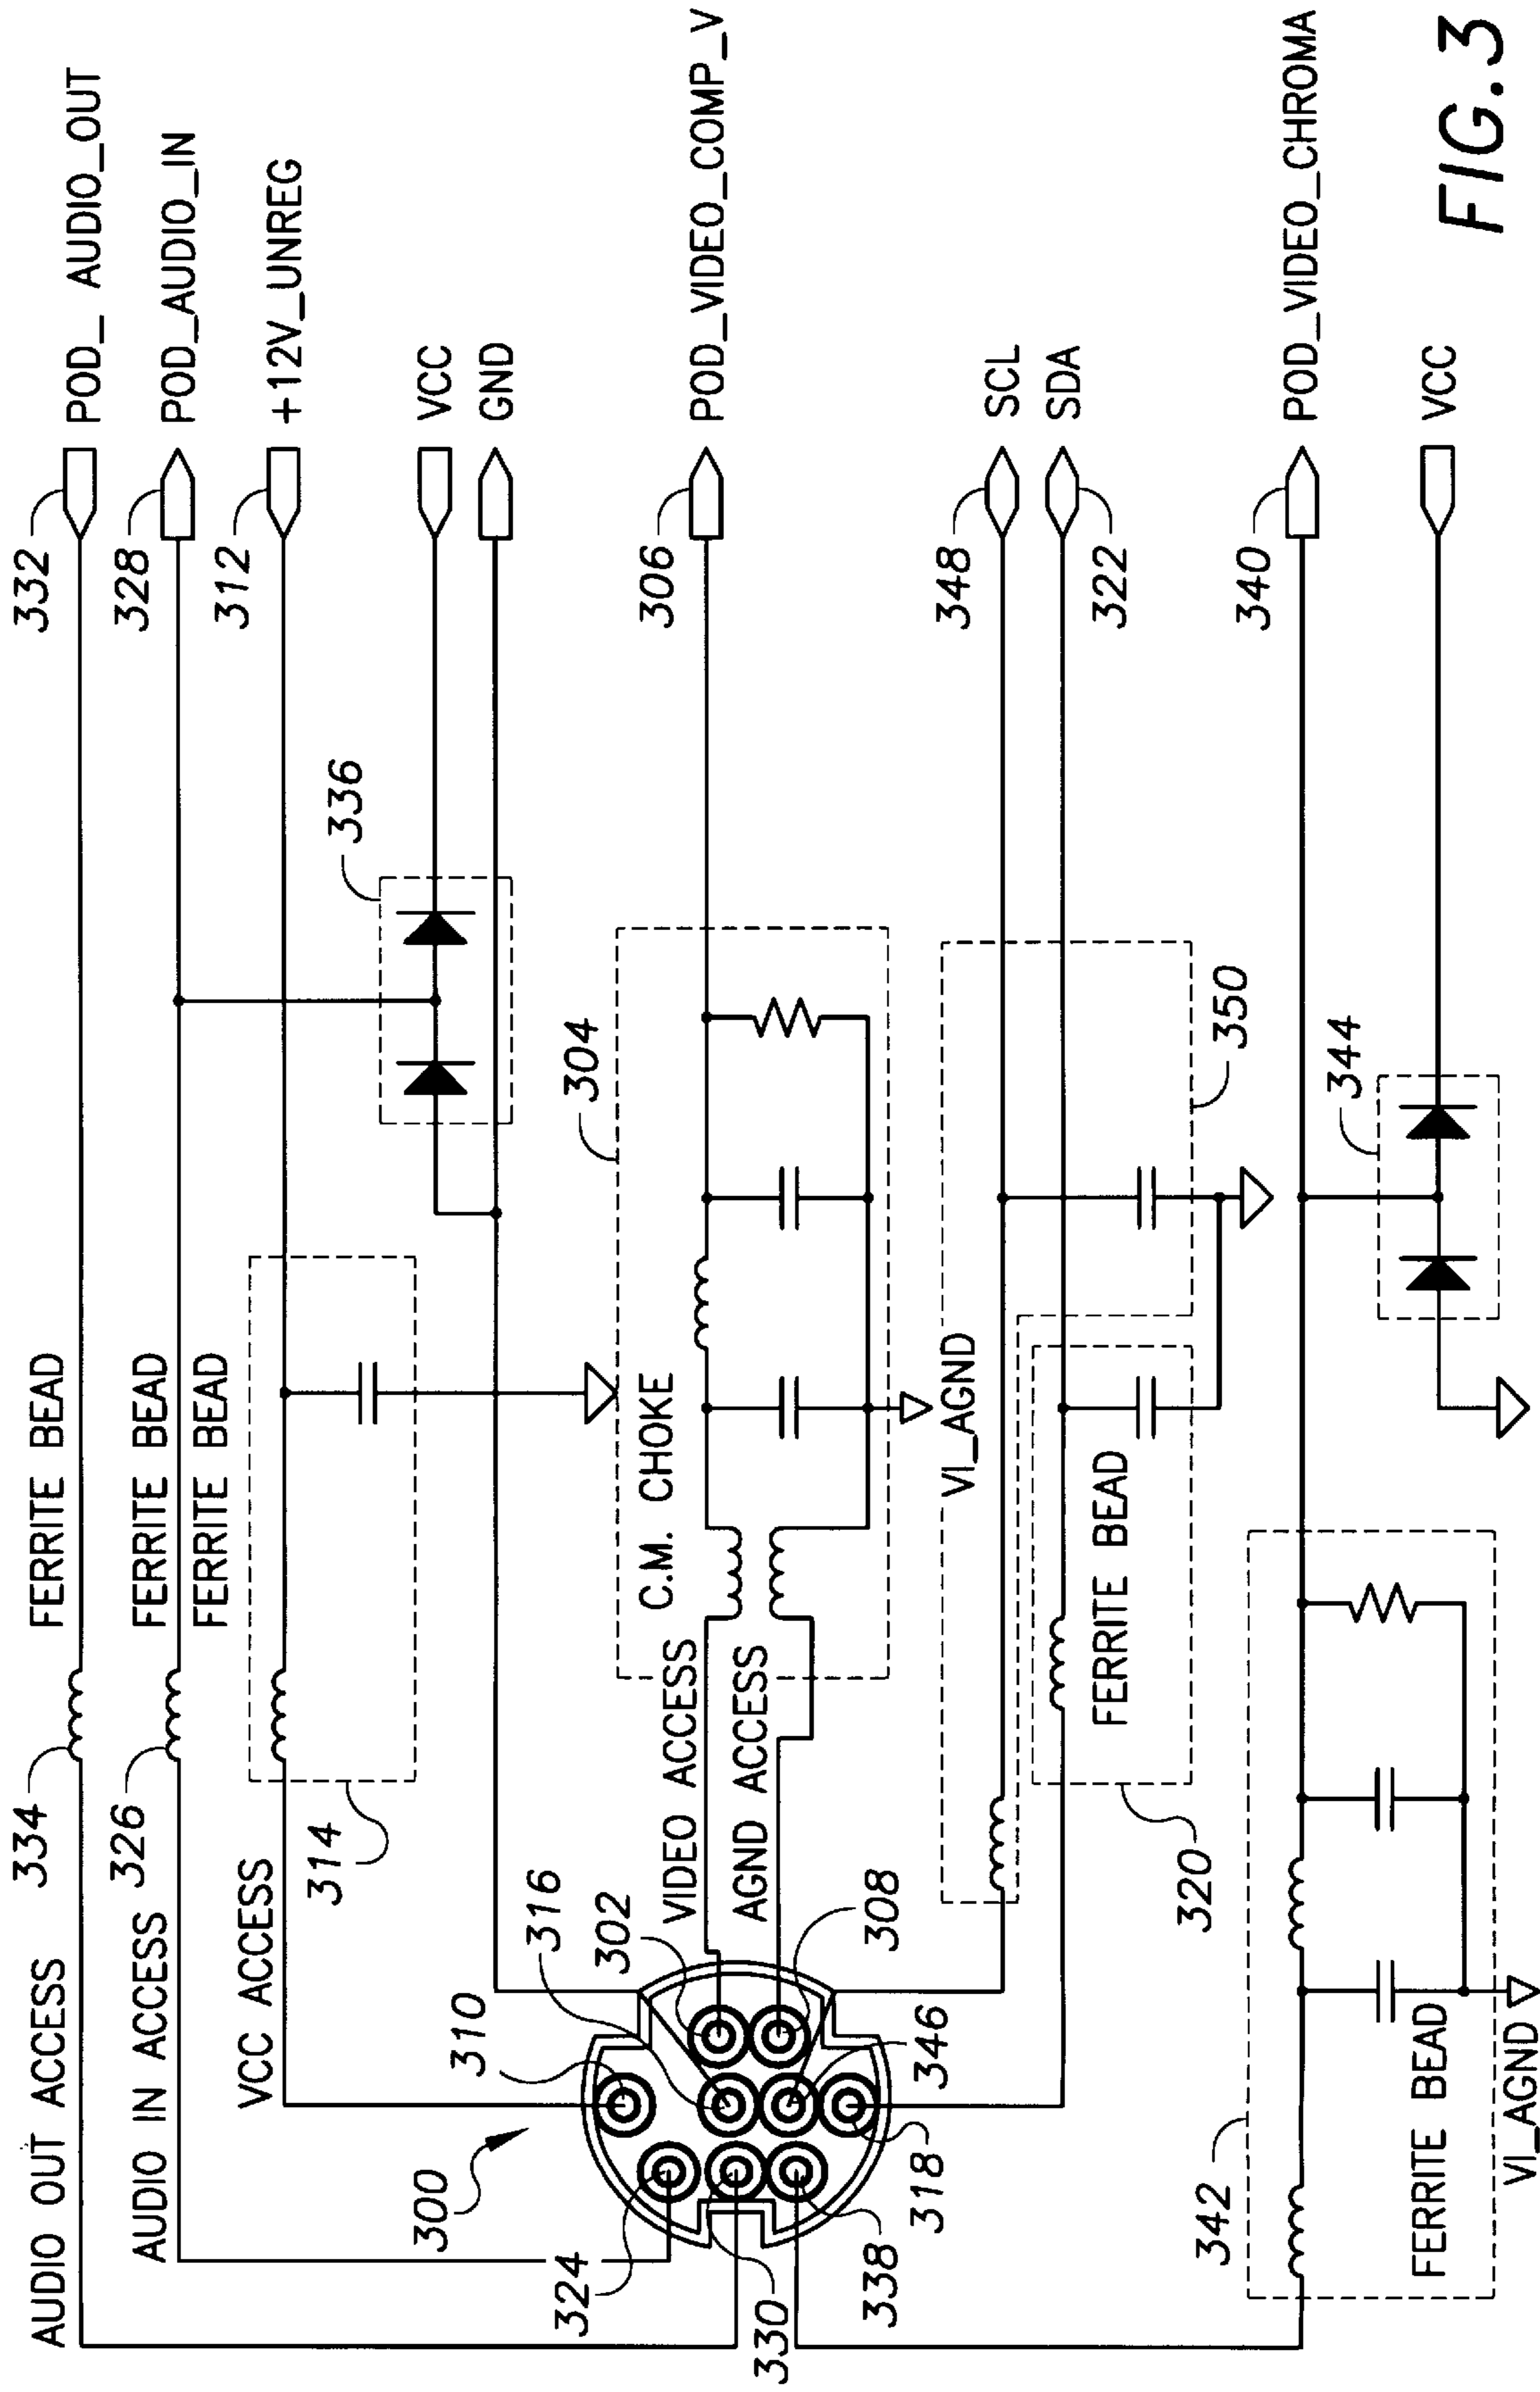 AUDIO OUT ACCESS
334
FERRITE BEAD
332
POD_ AUDIO_OUT
AUDIO IN ACCESS
326
FERRITE BEAD
328
POD_AUDIO_IN
FERRITE BEAD
VCC ACCESS
314
312
+12V_UNREG
336
VCC
GND
300
310
316
302
VIDEO ACCESS
AGND ACCESS
C.M. CHOKE
304
306
POD_VIDEO_COMP_V
308
VI_AGND
324
330
338
318
346
348
SCL
322
SDA
350
FERRITE BEAD
320
342
FERRITE BEAD
VI_AGND
340
POD_VIDEO_CHROMA
344
VCC
FIG.3